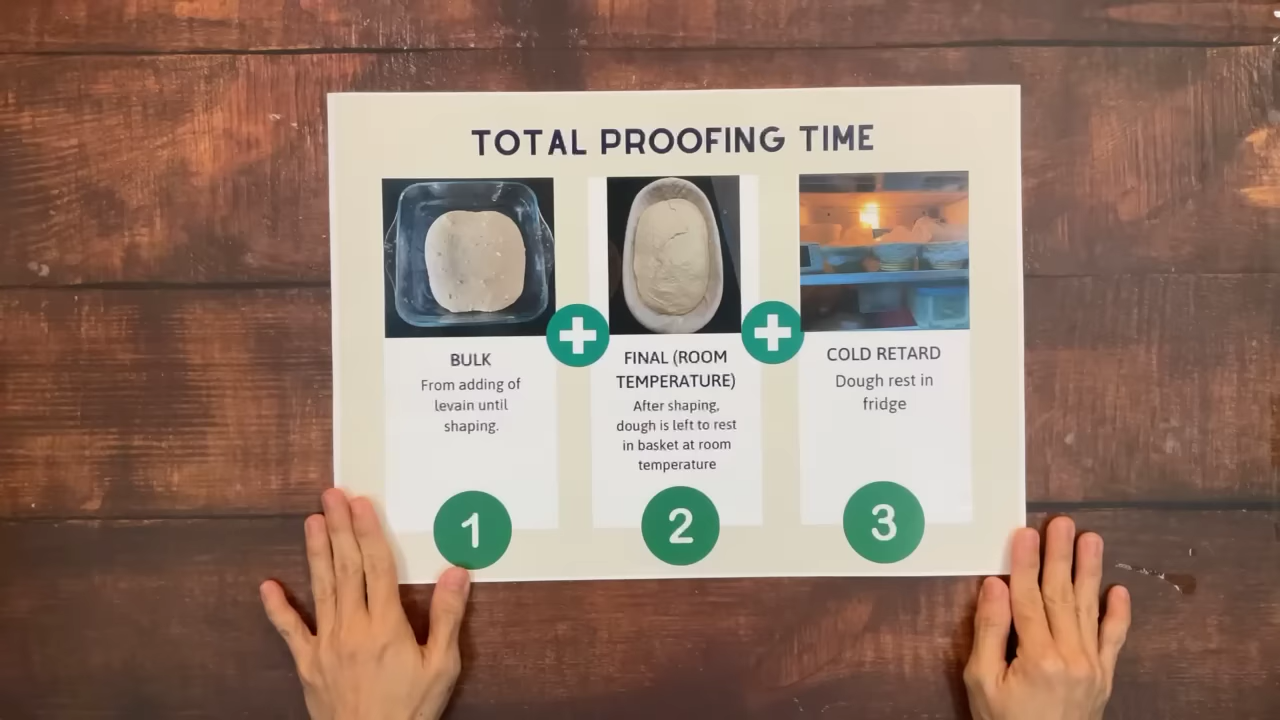 TOTAL PROOFING TIME
BULK
From adding of
levain until
shaping.
1
FINAL (ROOM
TEMPERATURE)
After shaping,
dough is left to rest
in basket at room
temperature
2
COLD RETARD
Dough rest in
fridge
3